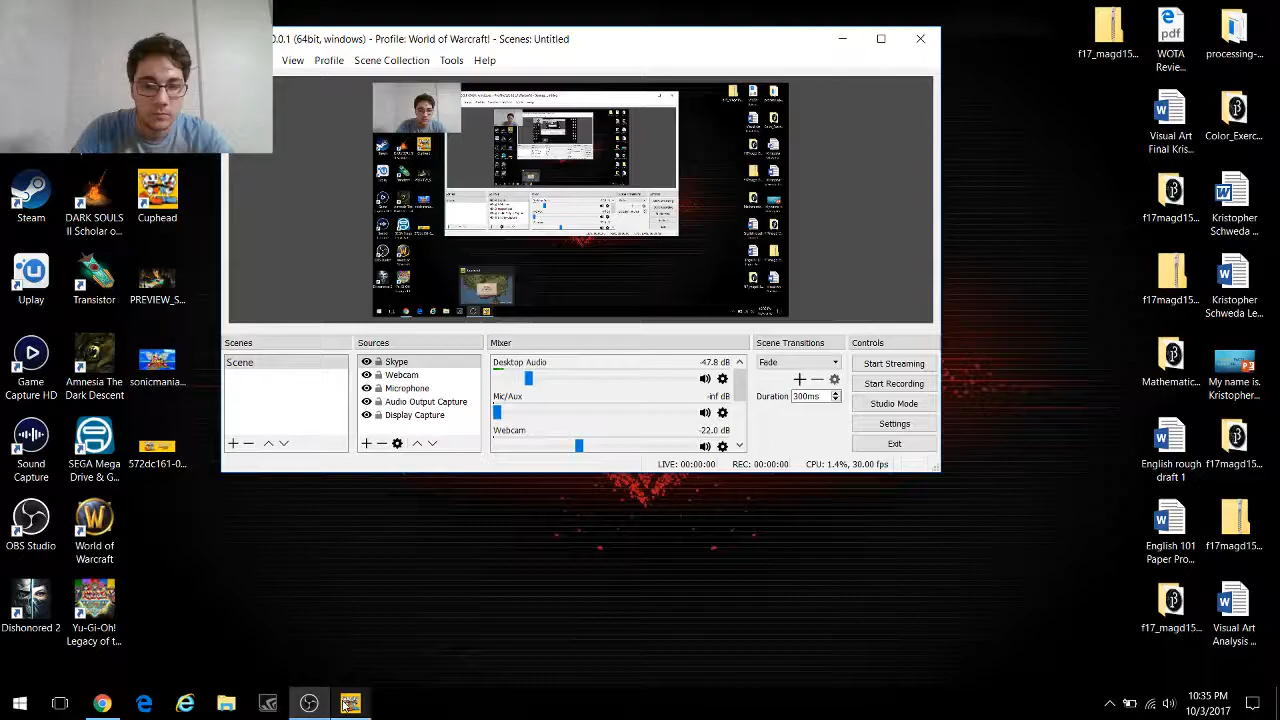 0.0.1 (64bit, windows) - Profile: World of Warcraft - Scenes: Untitled
View Profile Scene Collection Tools Help
Steam
DARK SOULS
II Scholar o...
Cuphead
Uplay
Transistor
PREVIEW_S...
Game
Capture HD
Amnesia The
Dark Descent
sonicmania...
Sound
Capture
SEGA Mega
Drive & G...
572dc161-0...
OBS Studio
World of
Warcraft
Dishonored 2
Yu-Gi-Oh!
Legacy of t...
Scenes
Scene
Sources
Skype
Webcam
Microphone
Audio Output Capture
Display Capture
Mixer
Desktop Audio -47.8 dB
Mic/Aux -inf dB
Webcam -22.0 dB
Scene Transitions
Fade
Duration 300ms
Controls
Start Streaming
Start Recording
Studio Mode
Settings
Exit
LIVE: 00:00:00 REC: 00:00:00 CPU: 1.4%, 30.00 fps
f17_magd15...
WOTA
Revie...
processing-...
Visual Art
Final Kris...
Color_Exerc...
f17magd15...
Kristopher
Schweda ...
f17magd15...
Kristopher
Schweda Le...
Mathematic...
My name is.
Kristopher...
English rough
draft 1
f17magd15...
English 101
Paper Pro...
f17magd15...
f17_magd15...
Visual Art
Analysis ...
10:35 PM
10/3/2017